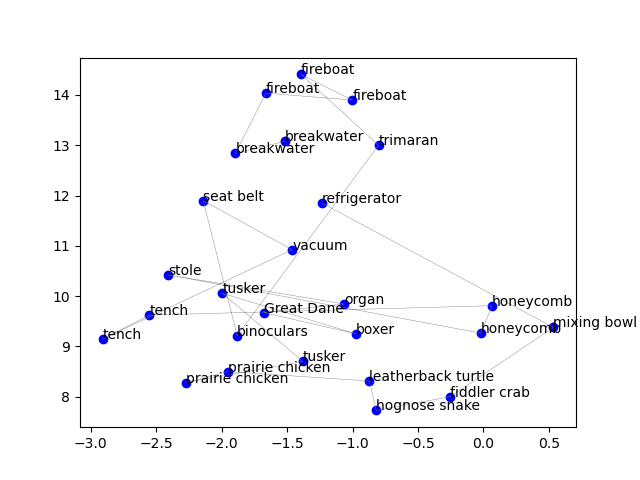 fireboat
fireboat
fireboat
14
breakwater
trimaran
breakwater
13
seat belt
refrigerator
12
vacuum
11
stole
tusker
organ
honeycomb
10
tench
Great Dane
mixing bowl
tench
binoculars
boxer
honeycomb
9
tusker
prairie chicken
leatherback turtle
prairie chicken
fiddler crab
hognose snake
8
−3.0 −2.5 −2.0 −1.5 −1.0 −0.5 0.0 0.5